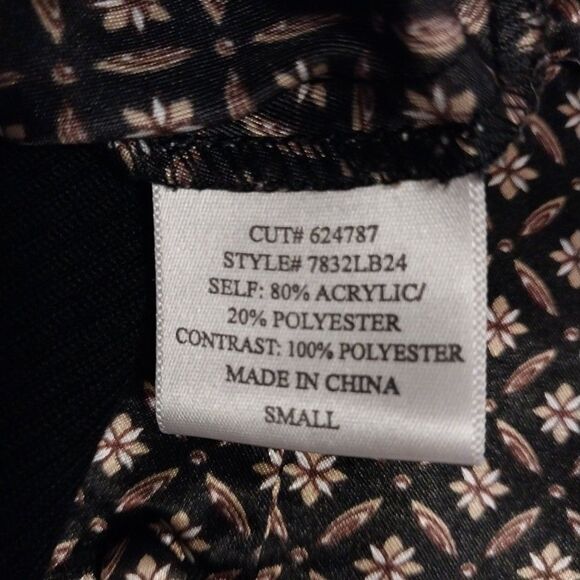 CUT# 624787
STYLE# 7832LB24
SELF: 80% ACRYLIC/
20% POLYESTER
CONTRAST: 100% POLYESTER
MADE IN CHINA
SMALL